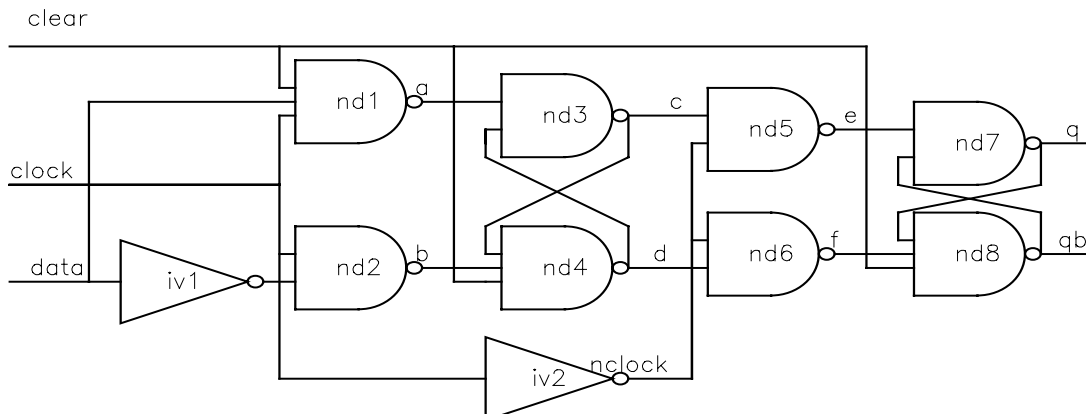 clear
nd1
a
nd3
c
nd5
e
nd7
q
clock
data
iv1
nd2
b
nd4
d
nd6
f
nd8
qb
iv2
nclock